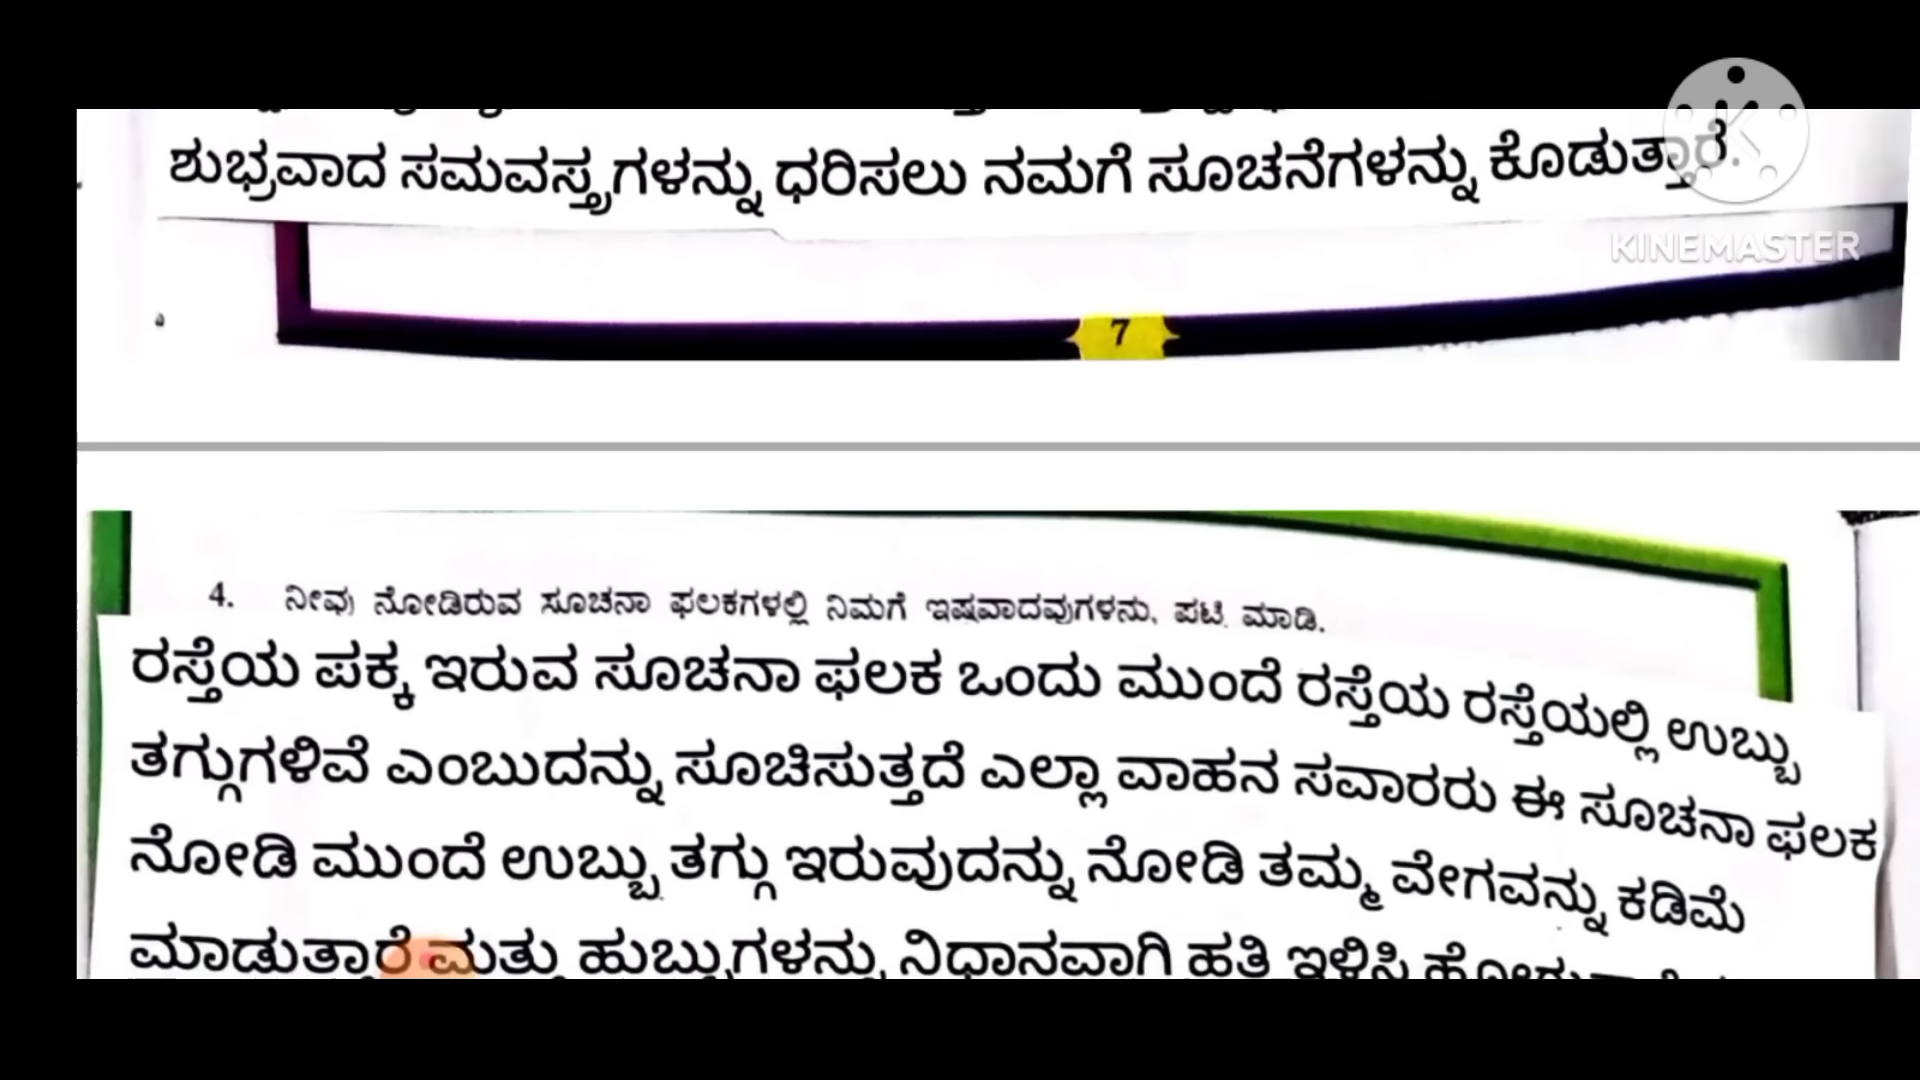 ಶುಭ್ರವಾದ ಸಮವಸ್ತ್ರಗಳನ್ನು ಧರಿಸಲು ನಮಗೆ ಸೂಚನೆಗಳನ್ನು ಕೊಡುತ್ತಾರೆ.
KINEMASTER
7
4. ನೀವು ನೋಡಿರುವ ಸೂಚನಾ ಫಲಕಗಳಲ್ಲಿ ನಿಮಗೆ ಇಷ್ಟವಾದವುಗಳನ್ನು ಪಟ್ಟಿ ಮಾಡಿ.
ರಸ್ತೆಯ ಪಕ್ಕ ಇರುವ ಸೂಚನಾ ಫಲಕ ಒಂದು ಮುಂದೆ ರಸ್ತೆಯ ರಸ್ತೆಯಲ್ಲಿ ಉಬ್ಬು
ತಗ್ಗುಗಳಿವೆ ಎಂಬುದನ್ನು ಸೂಚಿಸುತ್ತದೆ ಎಲ್ಲಾ ವಾಹನ ಸವಾರರು ಈ ಸೂಚನಾ ಫಲಕ
ನೋಡಿ ಮುಂದೆ ಉಬ್ಬು ತಗ್ಗು ಇರುವುದನ್ನು ನೋಡಿ ತಮ್ಮ ವೇಗವನ್ನು ಕಡಿಮೆ
ಮಾಡುತ್ತಾರೆ ಮತ್ತು ಹುಬ್ಬುಗಳನ್ನು ನಿಧಾನವಾಗಿ ಹತ್ತಿ ಇಳಿಸಿ